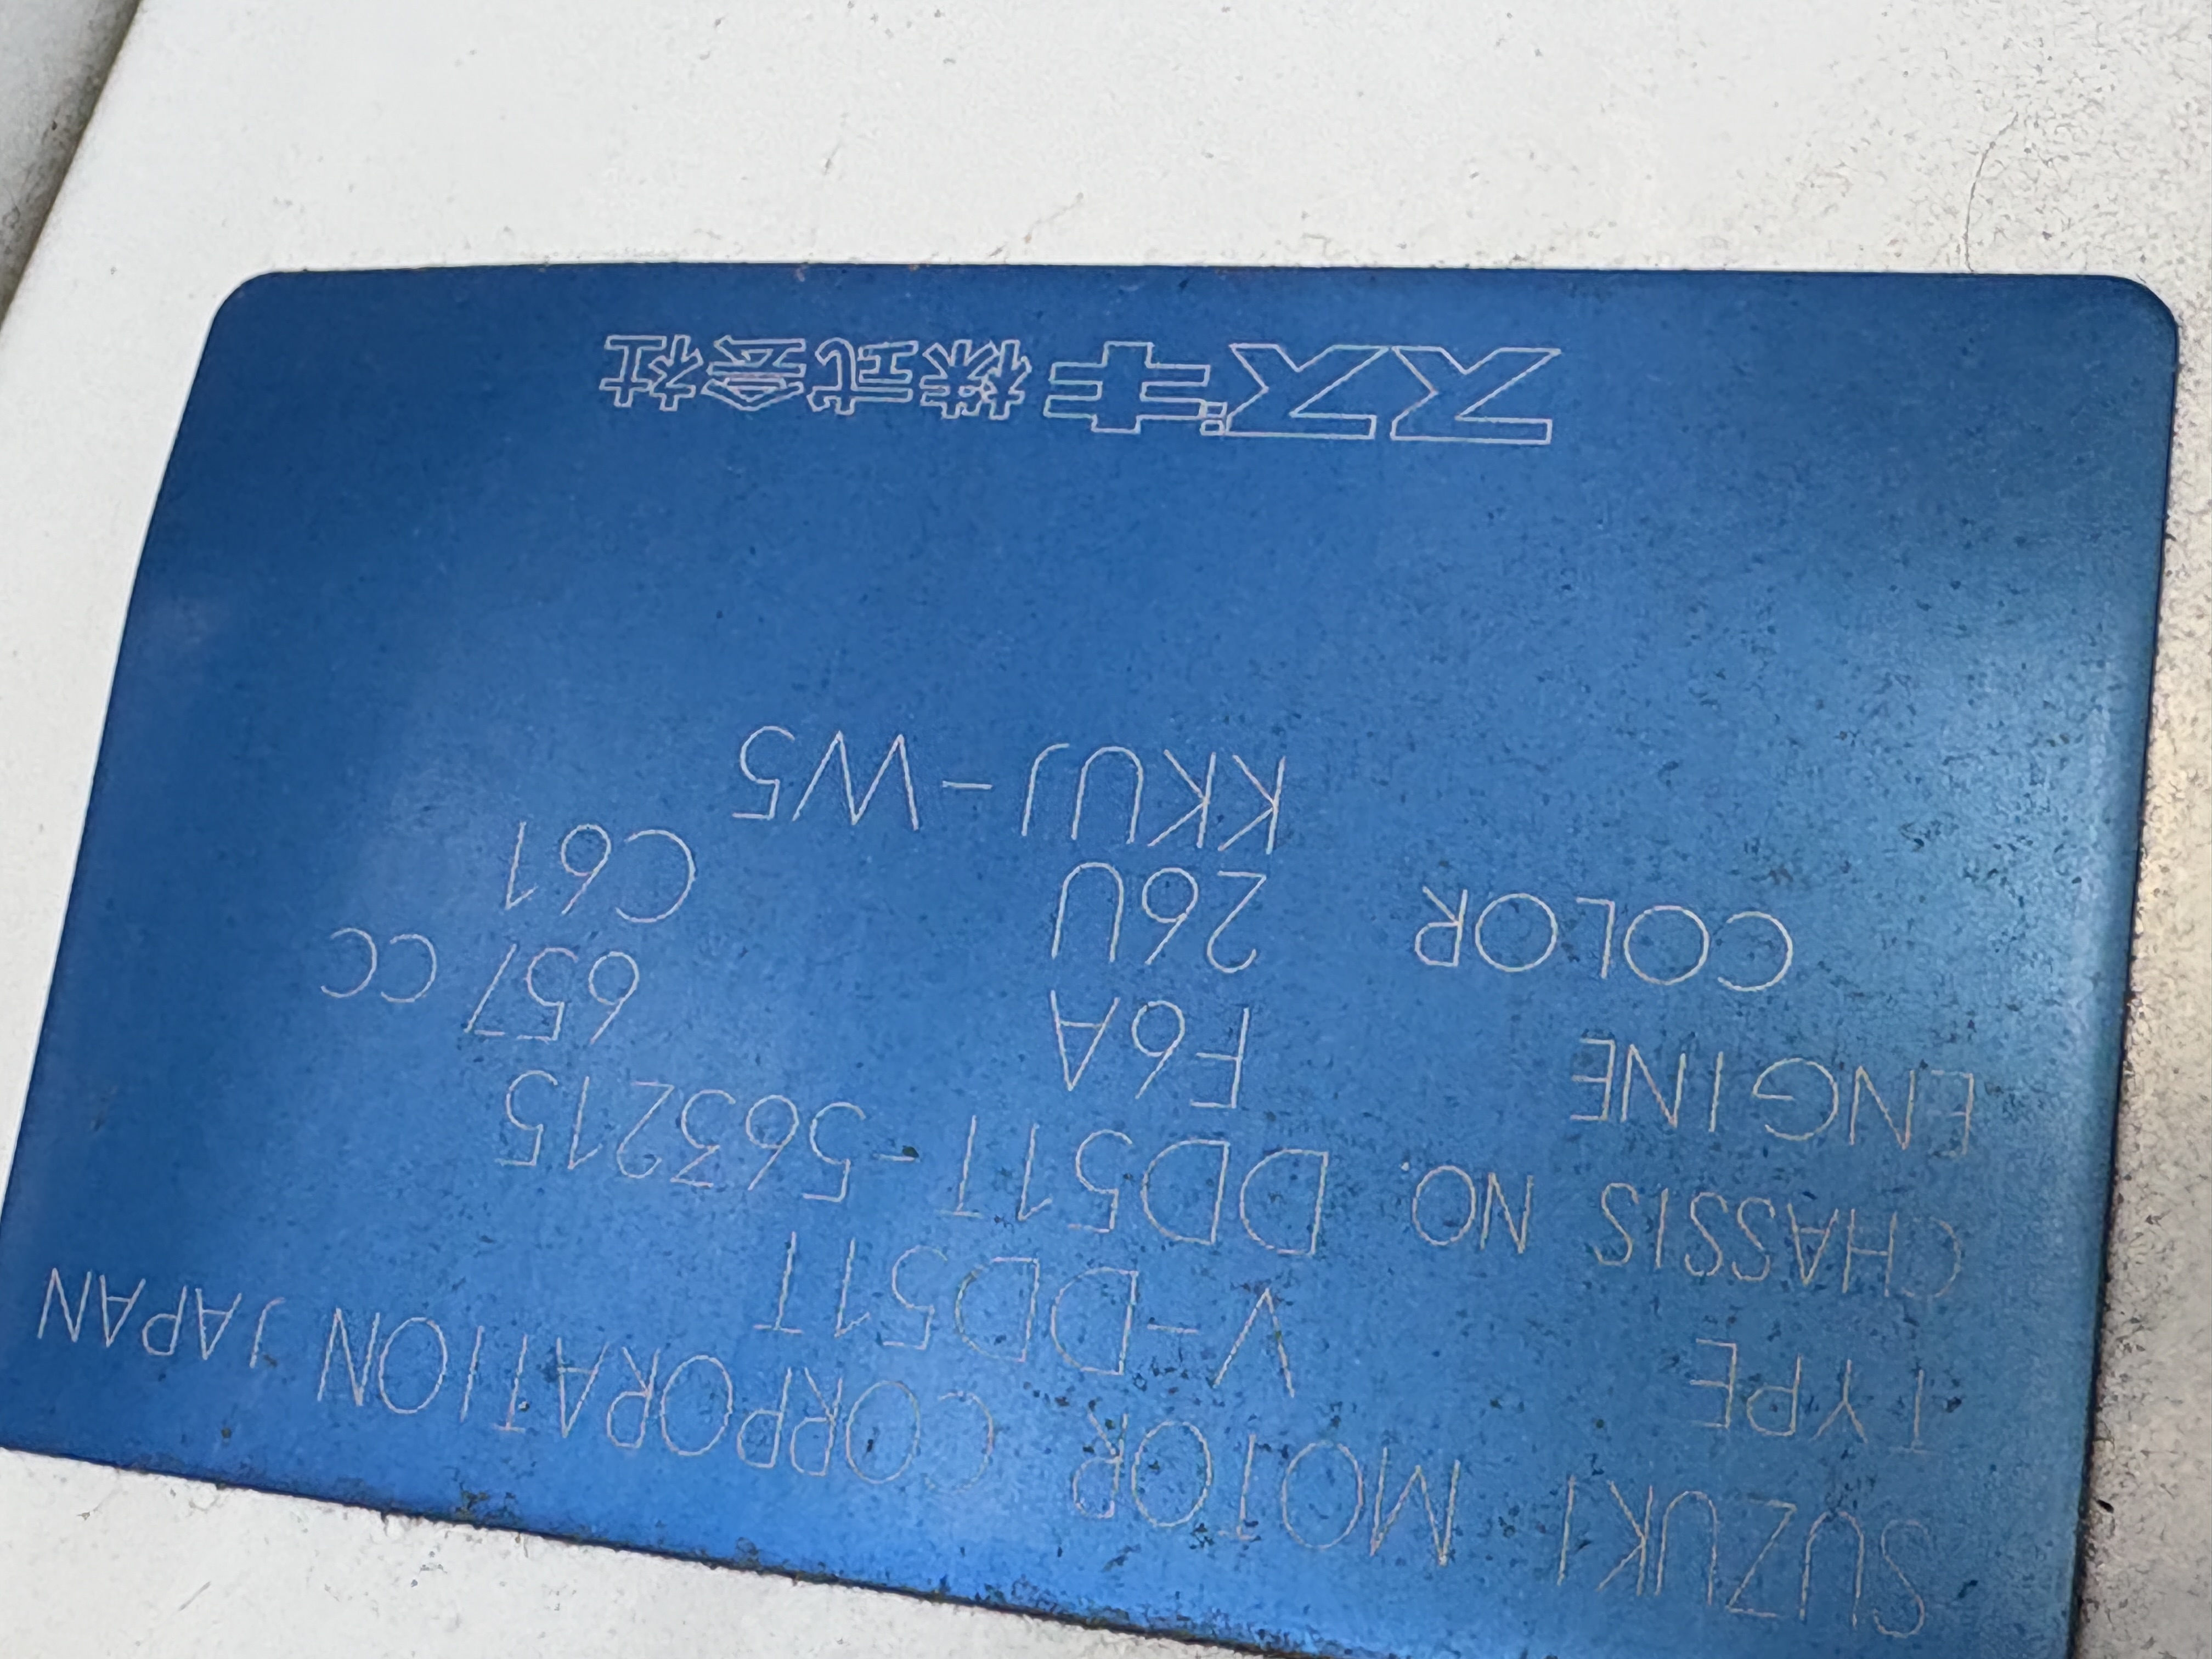 SUZUKI MOTOR CORPORATION JAPAN
TYPE V-DD51T
CHASSIS NO. DD51T-563215
ENGINE F6A 657 CC
COLOR 26U C61
KKUJ-W5
スズキ株式会社